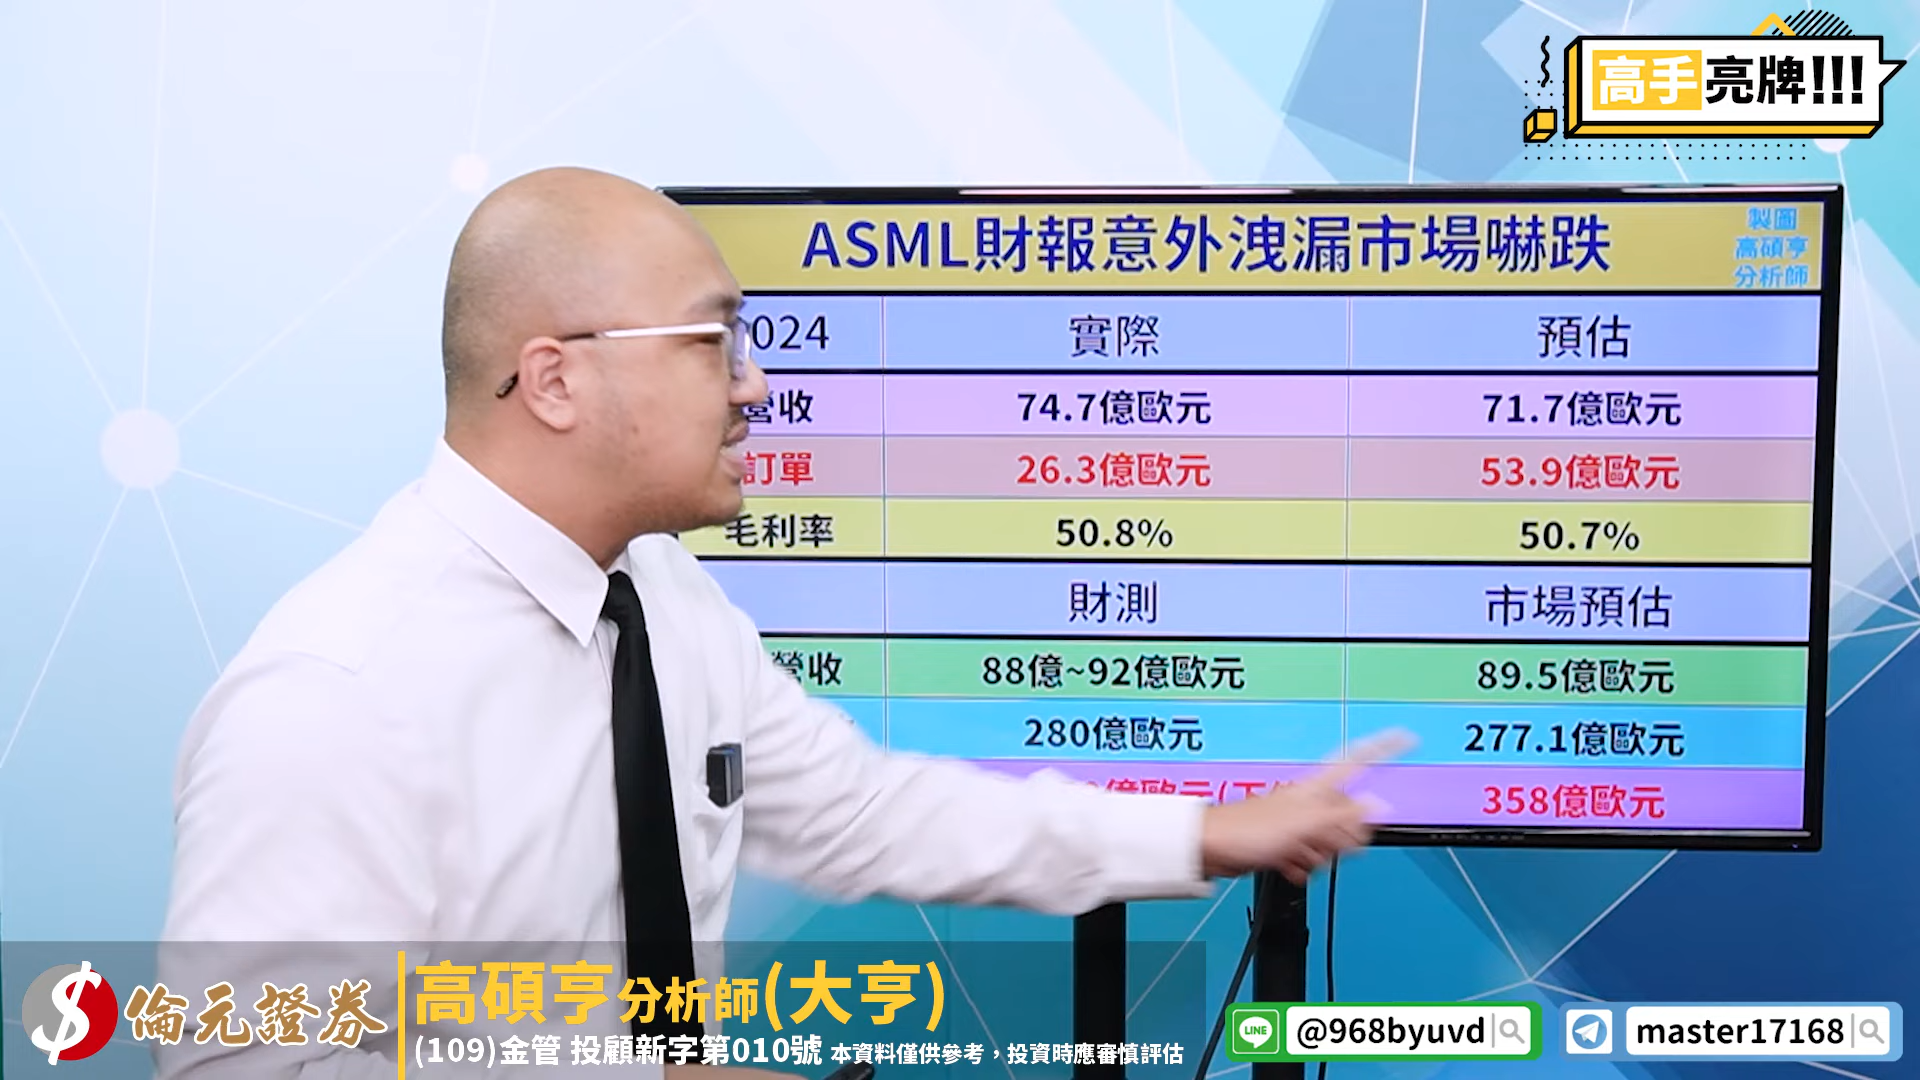 高手亮牌!!!
ASML財報意外洩漏市場嚇跌
製圖
高碩亨
分析師
024 實際 預估
營收 74.7億歐元 71.7億歐元
訂單 26.3億歐元 53.9億歐元
毛利率 50.8% 50.7%
財測 市場預估
營收 88億~92億歐元 89.5億歐元
280億歐元 277.1億歐元
億歐元(下 358億歐元
倫元證券
高碩亨分析師(大亨)
(109)金管 投顧新字第010號 本資料僅供參考，投資時應審慎評估
LINE @968byuvd
master17168